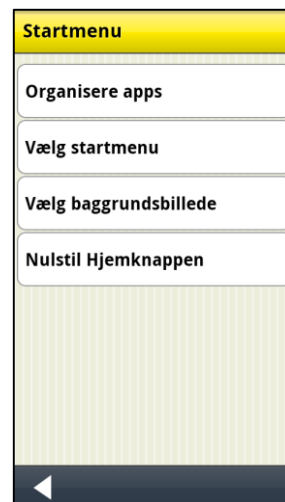 Startmenu
Organisere apps
Vælg startmenu
Vælg baggrundsbillede
Nulstil Hjemknappen